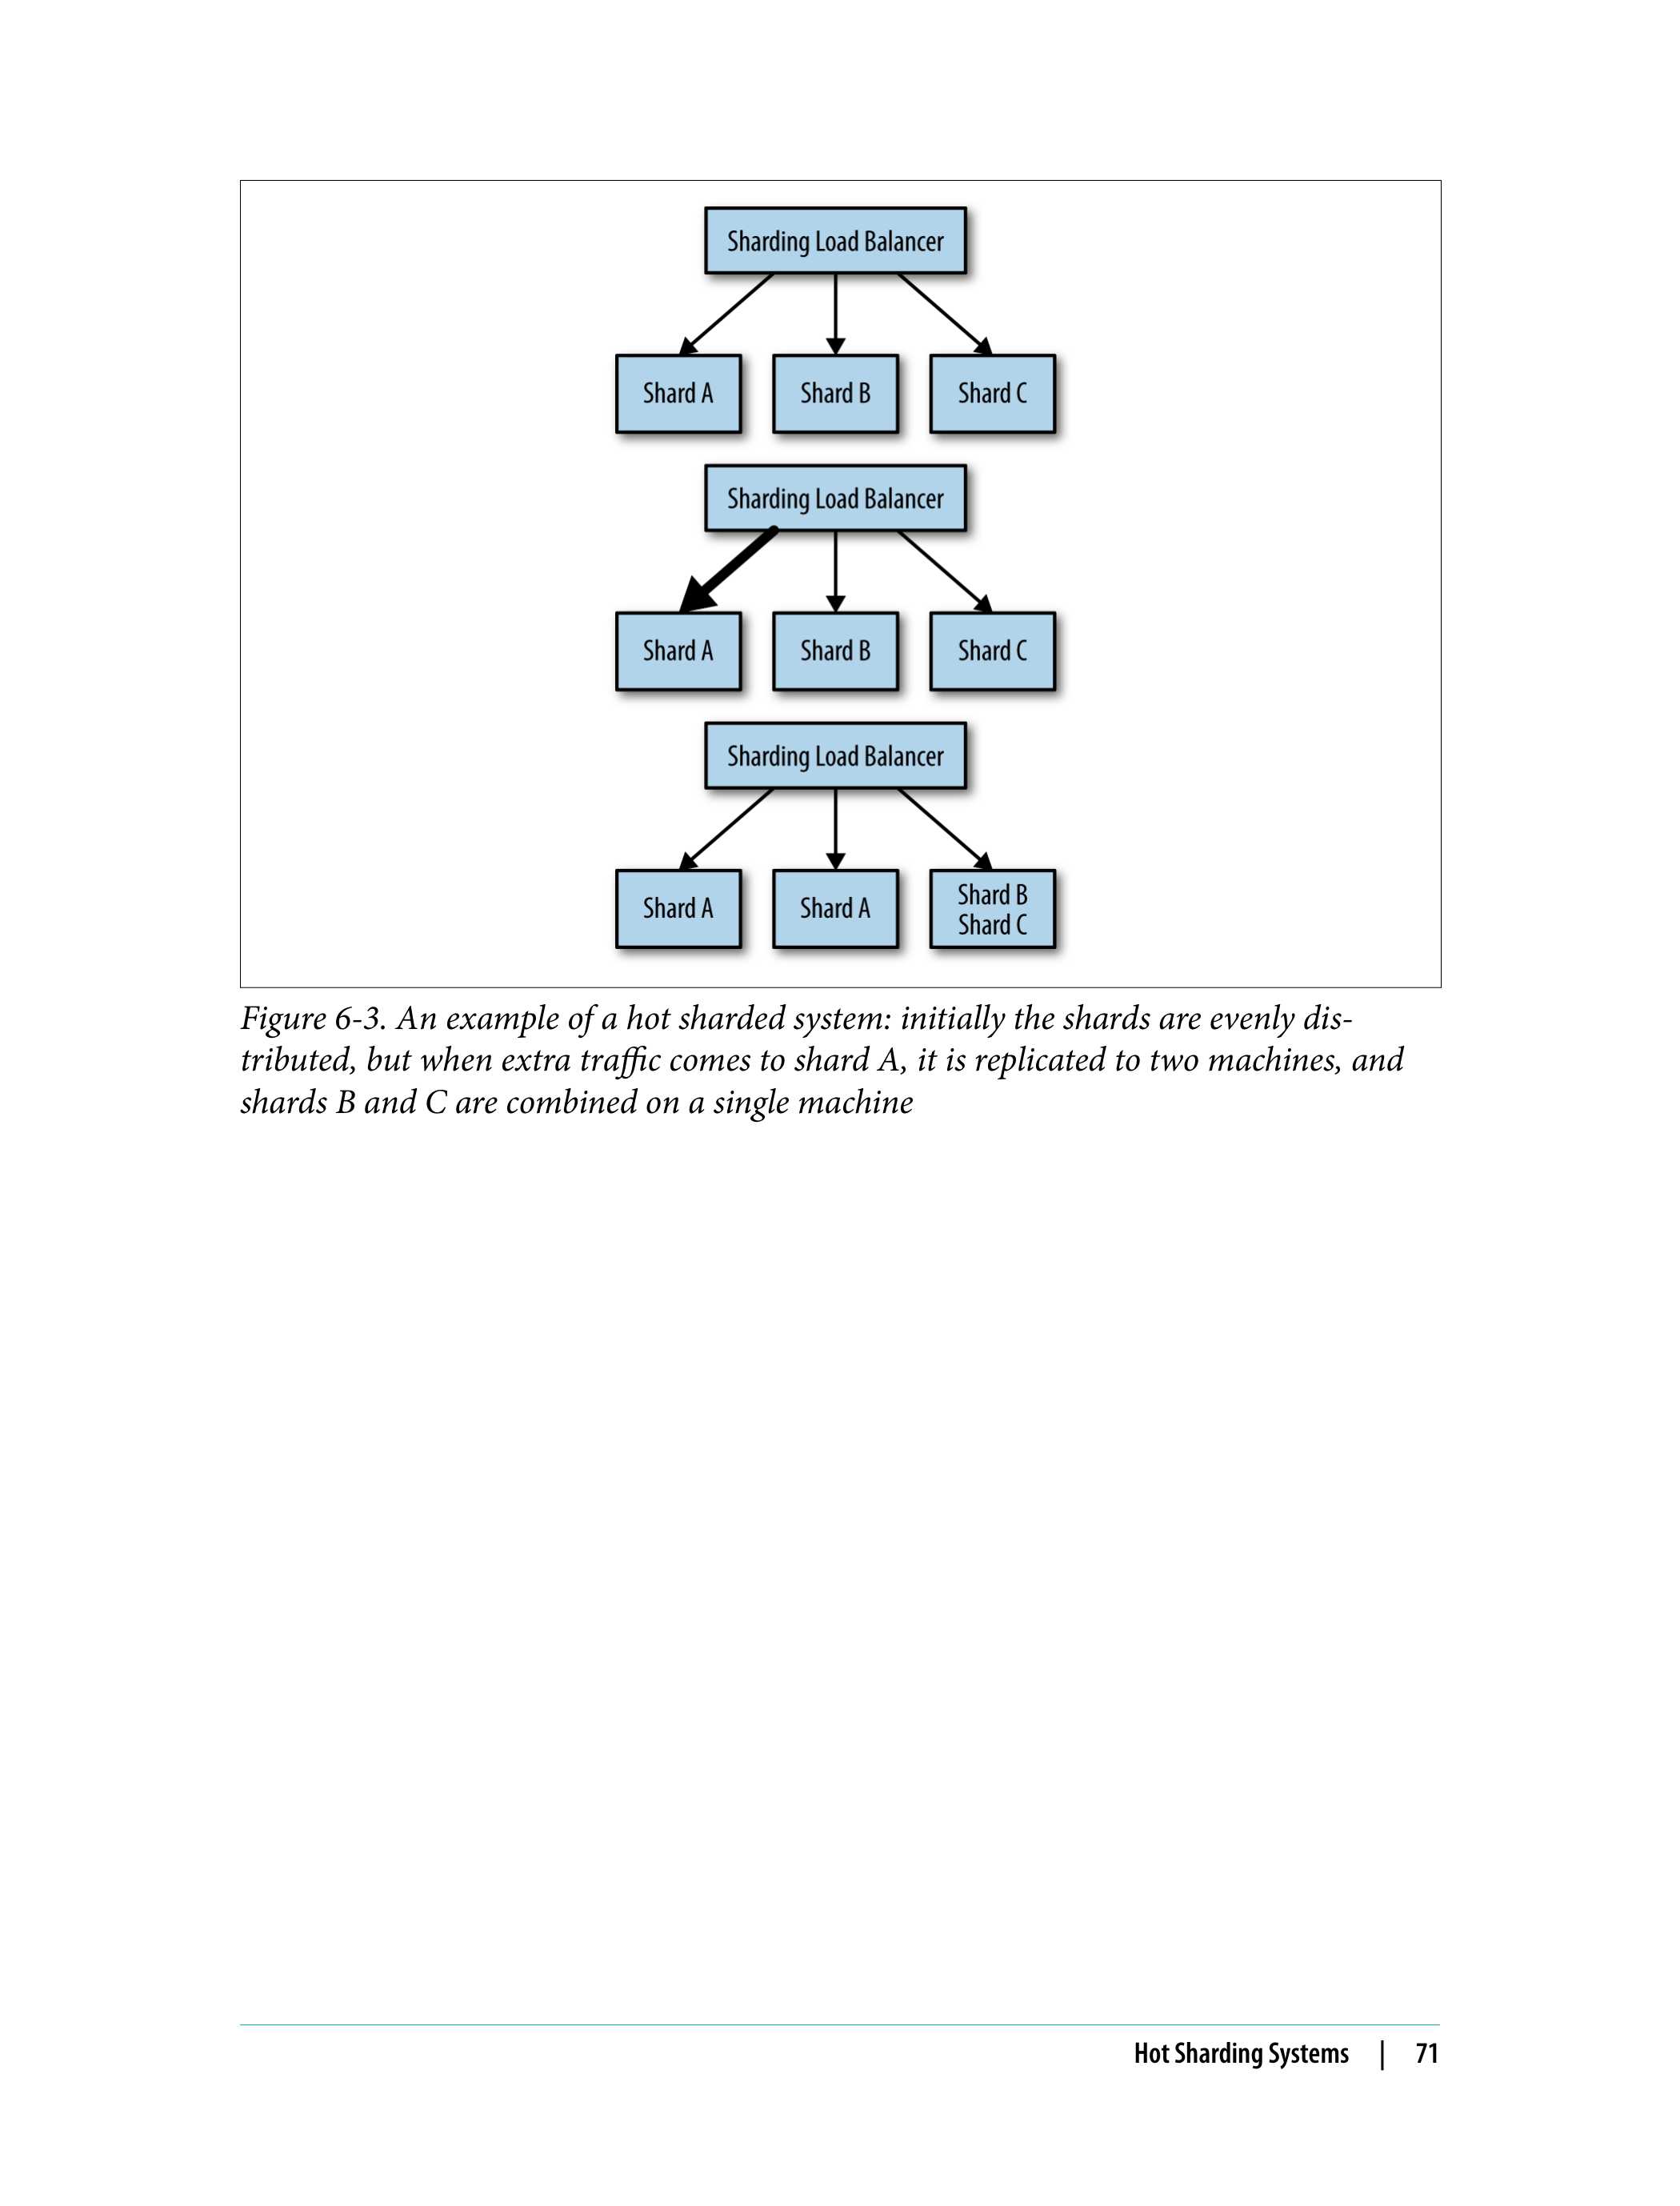 Sharding Load Balancer
Shard A
Shard B
Shard C
Sharding Load Balancer
Shard A
Shard B
Shard C
Sharding Load Balancer
Shard A
Shard A
Shard B
Shard C
Figure 6-3. An example of a hot sharded system: initially the shards are evenly dis-
tributed, but when extra traffic comes to shard A, it is replicated to two machines, and
shards B and C are combined on a single machine
Hot Sharding Systems | 71